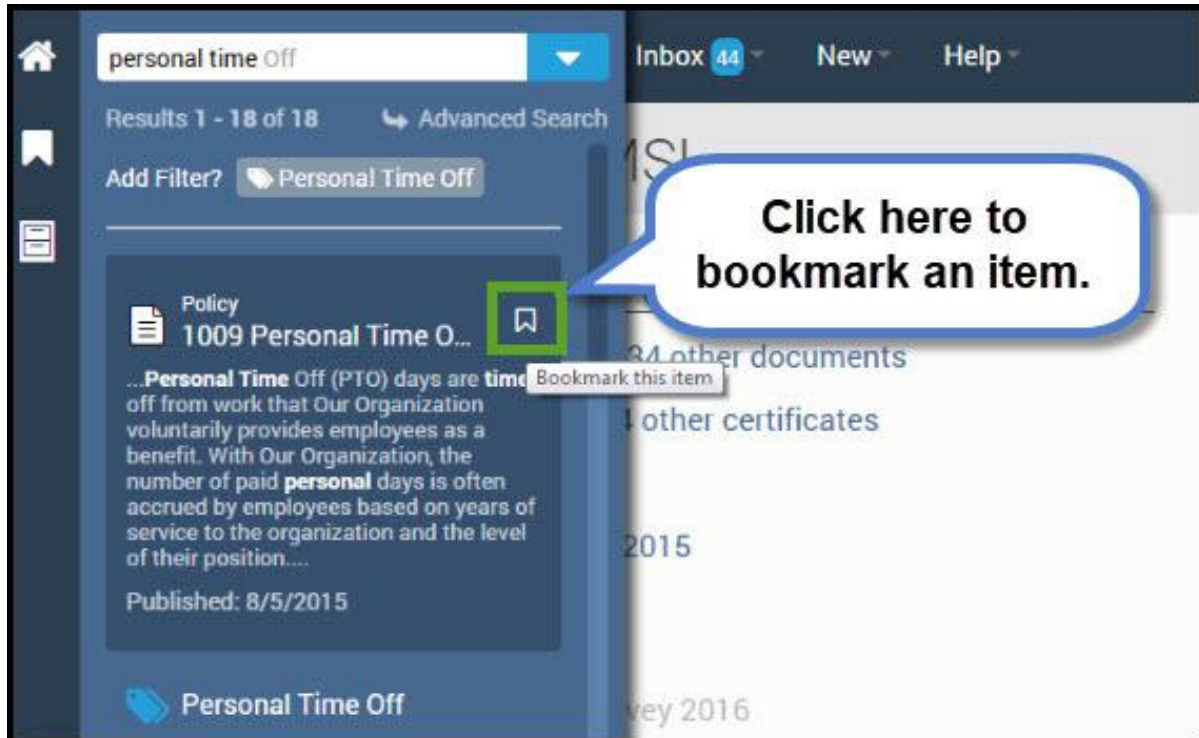 personal time Off
Inbox 44
New
Help
Results 1 - 18 of 18
Advanced Search
Add Filter?
Personal Time Off
Click here to
bookmark an item.
Policy
1009 Personal Time O...
Bookmark this item
...Personal Time Off (PTO) days are time
off from work that Our Organization
voluntarily provides employees as a
benefit. With Our Organization, the
number of paid personal days is often
accrued by employees based on years of
service to the organization and the level
of their position....
Published: 8/5/2015
Personal Time Off
34 other documents
other certificates
2015
2016